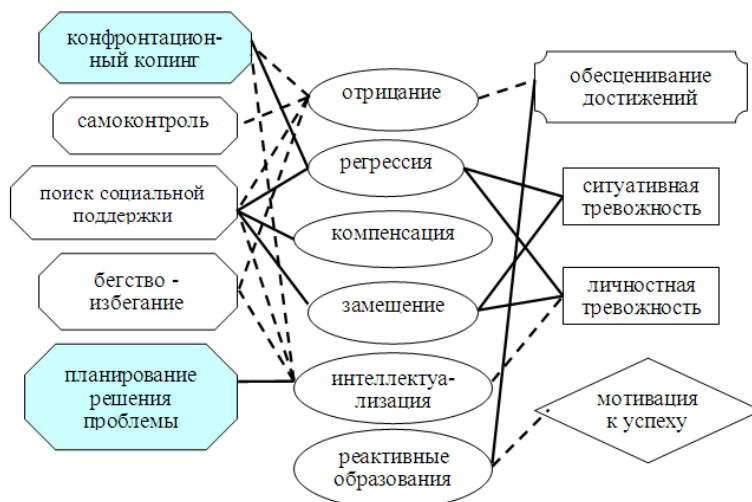 конфронтацион-
ный копинг
самоконтроль
поиск социальной
поддержки
бегство -
избегание
планирование
решения
проблемы
отрицание
регрессия
компенсация
замещение
интеллектуа-
лизация
реактивные
образования
обесценивание
достижений
ситуативная
тревожность
личностная
тревожность
мотивация
к успеху